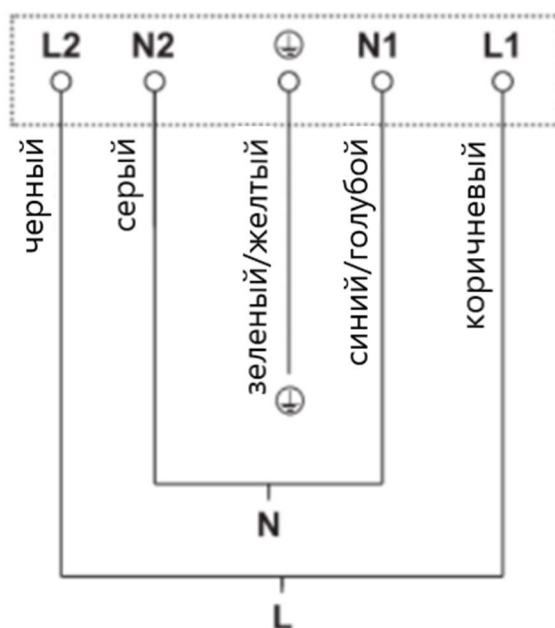 L2 N2 N1 L1
черный
серый
зеленый/желтый
синий/голубой
коричневый
N
L